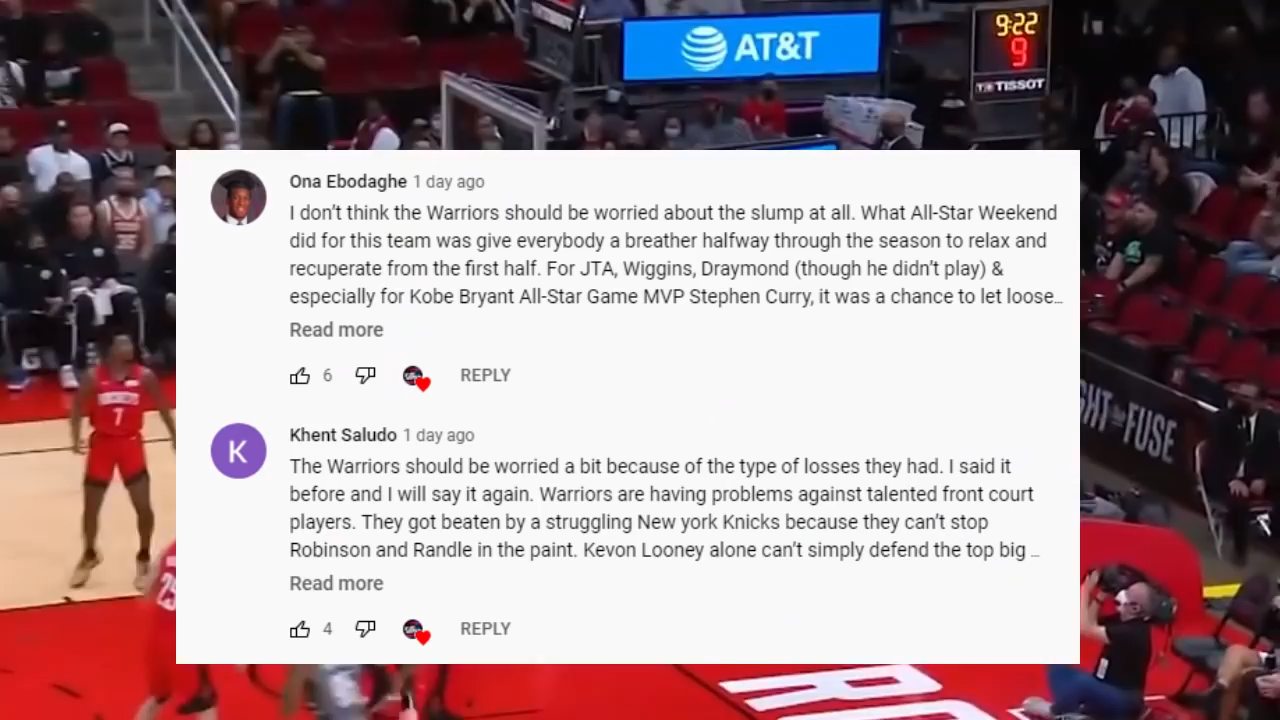 AT&T
9:22
9
TISSOT
Ona Ebodaghe 1 day ago
I don’t think the Warriors should be worried about the slump at all. What All-Star Weekend
did for this team was give everybody a breather halfway through the season to relax and
recuperate from the first half. For JTA, Wiggins, Draymond (though he didn’t play) &
especially for Kobe Bryant All-Star Game MVP Stephen Curry, it was a chance to let loose…
Read more
6
REPLY
K
Khent Saludo 1 day ago
The Warriors should be worried a bit because of the type of losses they had. I said it
before and I will say it again. Warriors are having problems against talented front court
players. They got beaten by a struggling New york Knicks because they can’t stop
Robinson and Randle in the paint. Kevon Looney alone can’t simply defend the top big …
Read more
4
REPLY
7
FUSE